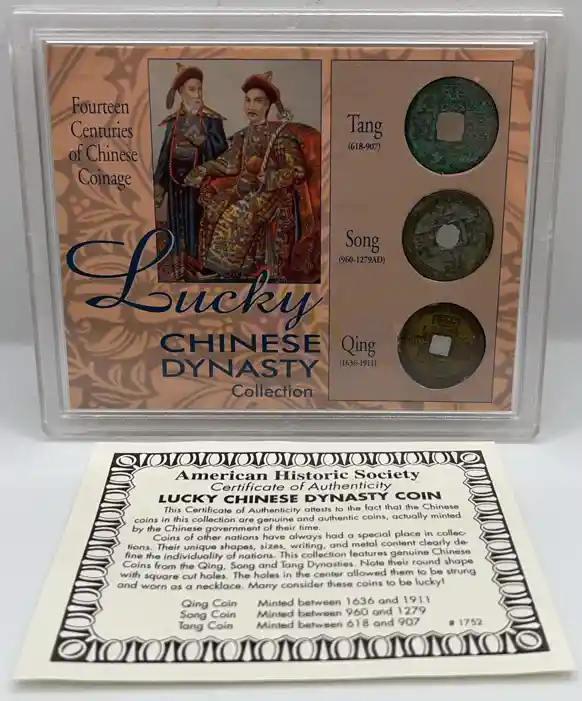 Fourteen
Centuries
of Chinese
Coinage
Lucky
CHINESE
DYNASTY
Collection
Tang
(618-907)
Song
(960-1279AD)
Qing
(1636-1911)
American Historic Society
Certificate of Authenticity
LUCKY CHINESE DYNASTY COIN
This Certificate of Authenticity attests to the fact that the Chinese
coins in this collection are genuine and authentic coins, actually minted
by the Chinese government of their time.
Coins of other nations have always had a special place in collec-
tions. Their unique shapes, sizes, writing, and metal content clearly de-
fine the individuality of nations. This collection features genuine Chinese
Coins from the Qing, Song and Tang Dynasties. Note their round shape
with square cut holes. The holes in the center allowed them to be strung
and worn as a necklace. Many consider these coins to be lucky!
Qing Coin Minted between 1636 and 1911
Song Coin Minted between 960 and 1279
Tang Coin Minted between 618 and 907
# 1752